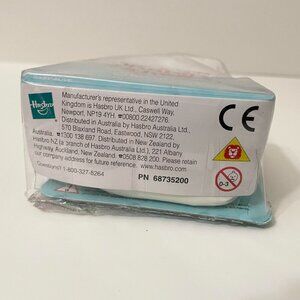 Hasbro
Manufacturer's representative in the United
Kingdom is Hasbro UK Ltd., Caswell Way,
Newport, NP19 4YH. ☎00800 22427276.
Distributed in Australia by Hasbro Australia Ltd.,
570 Blaxland Road, Eastwood, NSW 2122,
Australia. ☎1300 138 697. Distributed in New Zealand by
Hasbro NZ (a branch of Hasbro Australia Ltd.), 221 Albany
Highway, Auckland, New Zealand. ☎0508 828 200. Please retain
our company address for future reference. www.hasbro.com
Questions? 1-800-327-8264
PN 68735200
CE
0-3